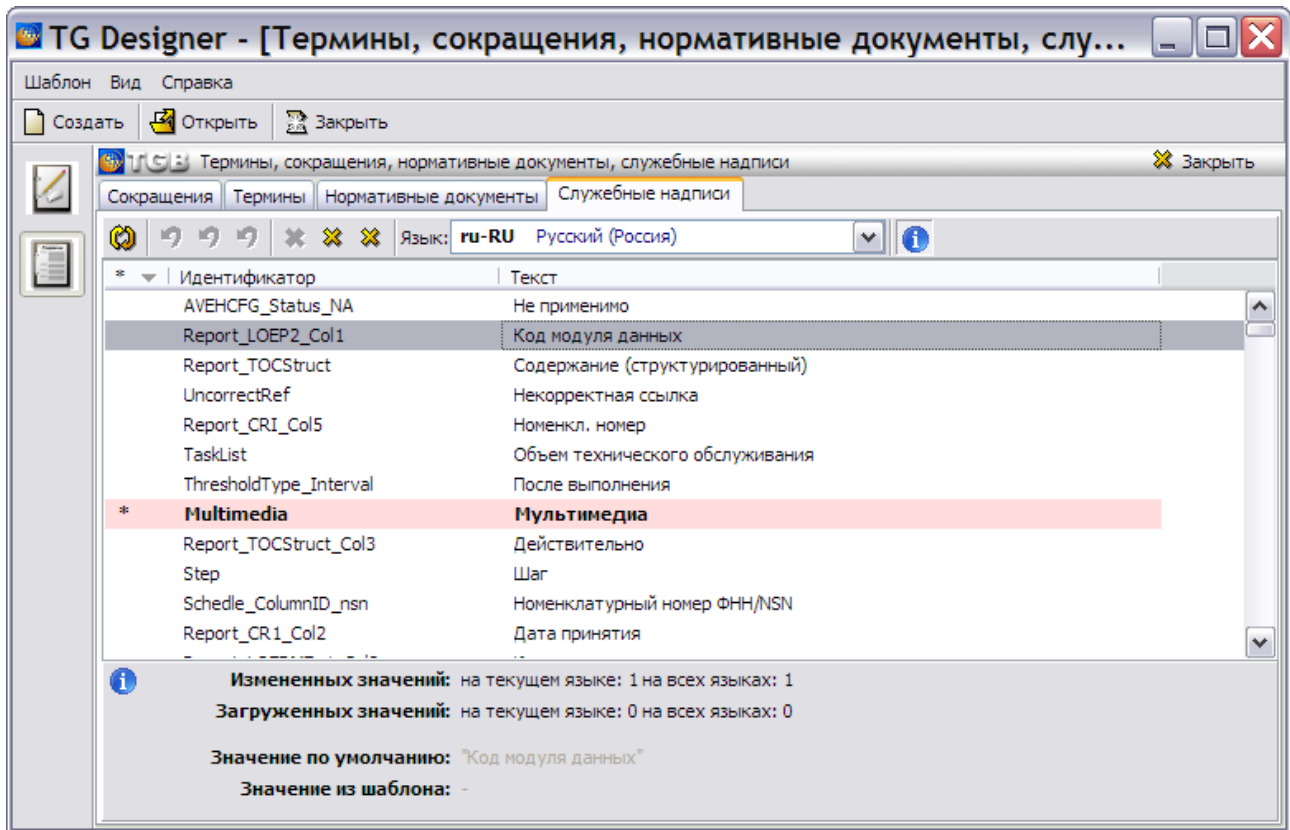 TG Designer - [Термины, сокращения, нормативные документы, слу...
Шаблон Вид Справка
Создать Открыть Закрыть
TGB Термины, сокращения, нормативные документы, служебные надписи Закрыть
Сокращения Термины Нормативные документы Служебные надписи
Язык: ru-RU Русский (Россия)
* Идентификатор Текст
AVEHCFG_Status_NA Не применимо
Report_LOEP2_Col1 Код модуля данных
Report_TOCStruct Содержание (структурированный)
UncorrectRef Некорректная ссылка
Report_CRI_Col5 Номенкл. номер
TaskList Объем технического обслуживания
ThresholdType_Interval После выполнения
* Multimedia Мультимедиа
Report_TOCStruct_Col3 Действительно
Step Шаг
Schedle_ColumnID_nsn Номенклатурный номер ФНН/NSN
Report_CR1_Col2 Дата принятия
Измененных значений: на текущем языке: 1 на всех языках: 1
Загруженных значений: на текущем языке: 0 на всех языках: 0
Значение по умолчанию: "Код модуля данных"
Значение из шаблона: -